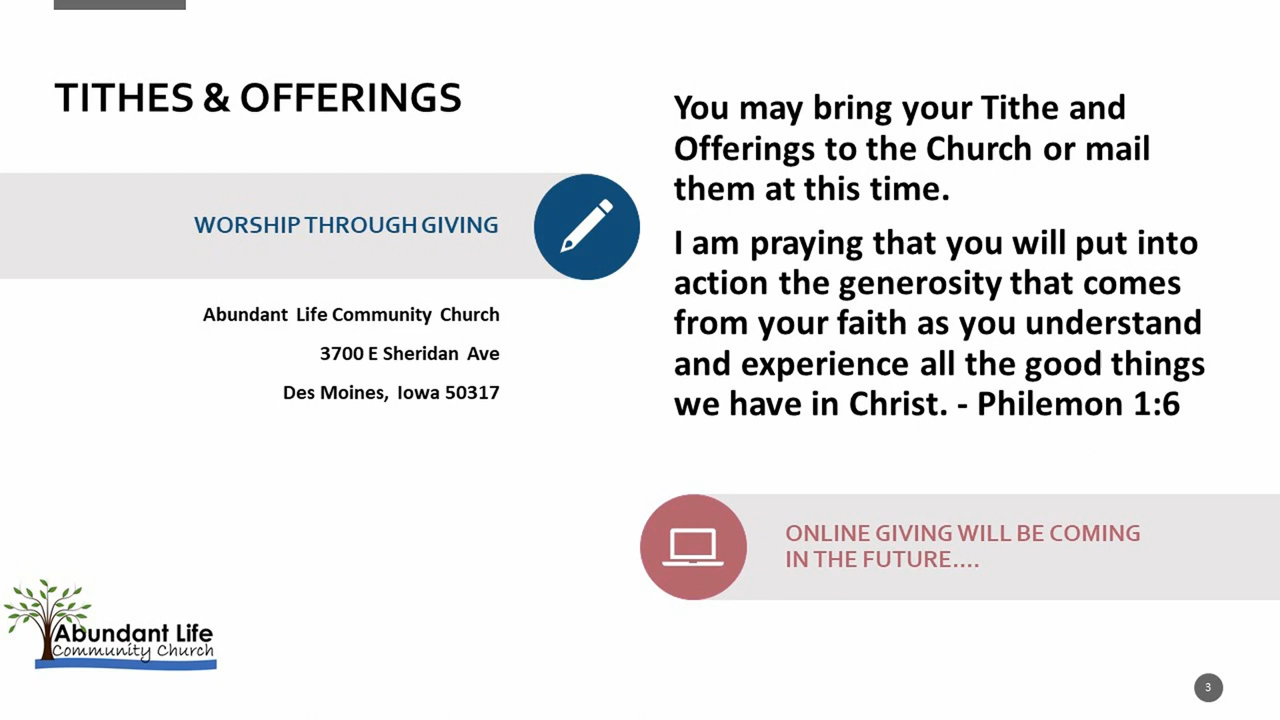 TITHES & OFFERINGS
WORSHIP THROUGH GIVING
Abundant Life Community Church
3700 E Sheridan Ave
Des Moines, Iowa 50317
You may bring your Tithe and
Offerings to the Church or mail
them at this time.
I am praying that you will put into
action the generosity that comes
from your faith as you understand
and experience all the good things
we have in Christ. - Philemon 1:6
ONLINE GIVING WILL BE COMING
IN THE FUTURE....
Abundant Life
Community Church
3